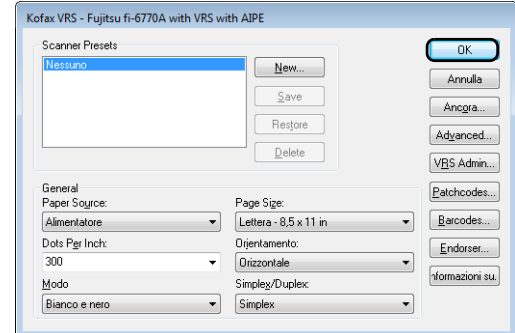 Kofax VRS - Fujitsu fi-6770A with VRS with AIPE
Scanner Presets
Nessuno
New...
Save
Restore
Delete
OK
Annulla
Ancora...
Advanced...
VRS Admin...
Patchcodes...
Barcodes...
Endorser...
nformazioni su.
General
Paper Source:
Alimentatore
Page Size:
Lettera - 8,5 x 11 in
Dots Per Inch:
300
Orientamento:
Orizzontale
Modo
Bianco e nero
Simplex/Duplex:
Simplex